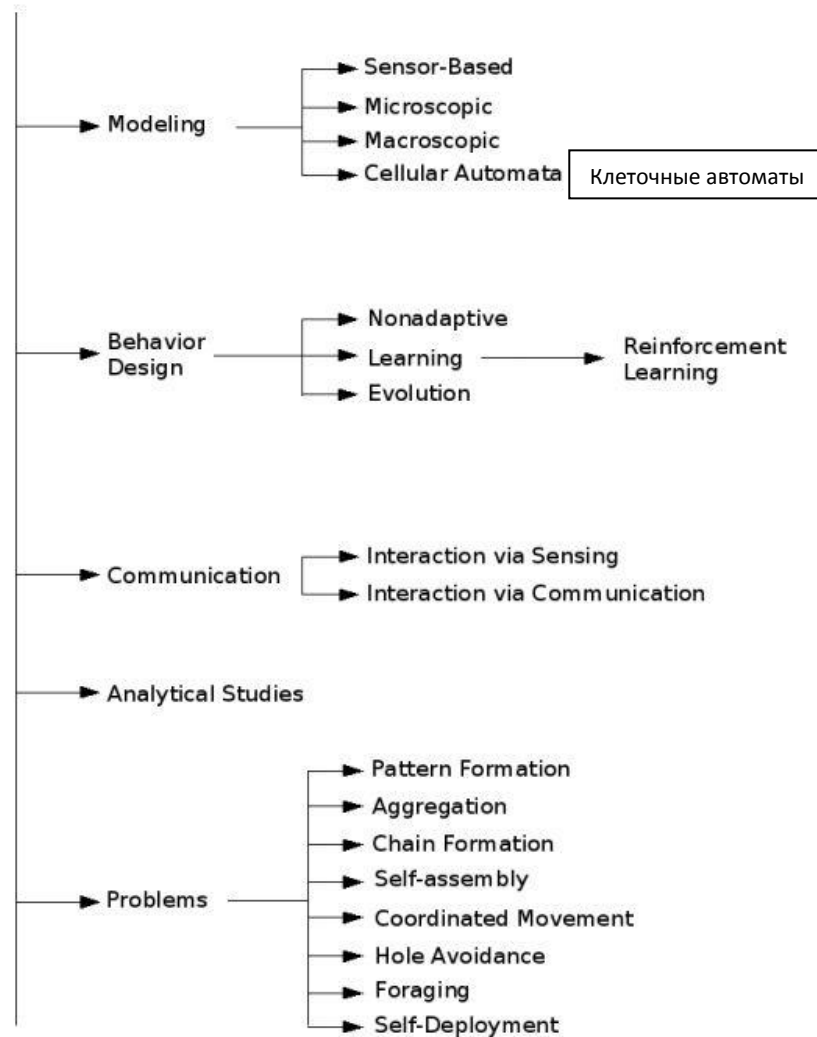 Sensor-Based
Modeling
Microscopic
Macroscopic
Cellular Automata
Клеточные автоматы
Behavior
Design
Nonadaptive
Learning
Evolution
Reinforcement
Learning
Communication
Interaction via Sensing
Interaction via Communication
Analytical Studies
Problems
Pattern Formation
Aggregation
Chain Formation
Self-assembly
Coordinated Movement
Hole Avoidance
Foraging
Self-Deployment